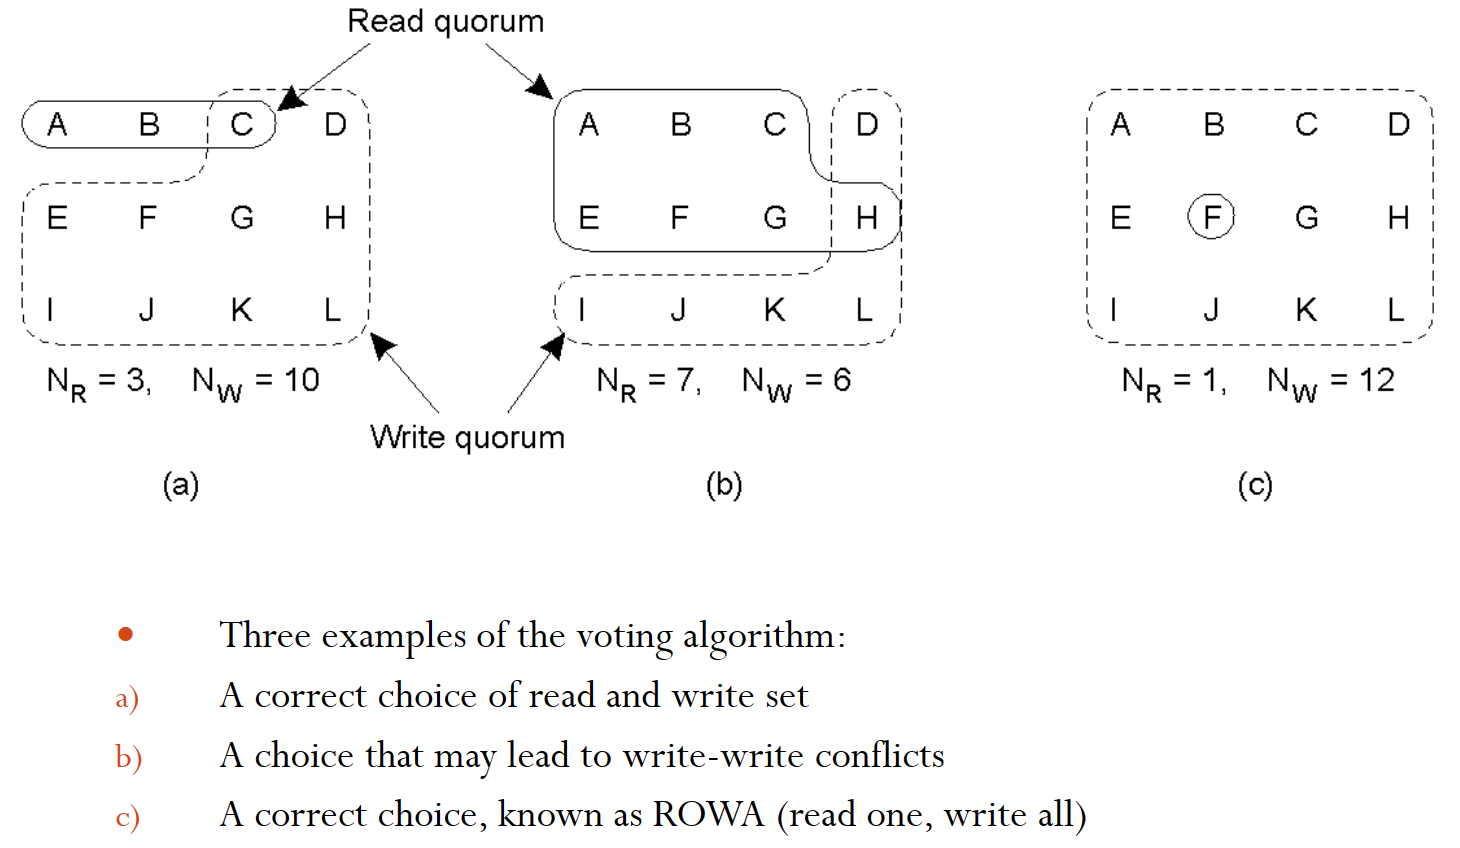 Read quorum
A B C D
E F G H
I J K L
N_R = 3, N_W = 10
(a)
A B C D
E F G H
I J K L
N_R = 7, N_W = 6
(b)
A B C D
E F G H
I J K L
N_R = 1, N_W = 12
(c)
Write quorum
• Three examples of the voting algorithm:
a) A correct choice of read and write set
b) A choice that may lead to write-write conflicts
c) A correct choice, known as ROWA (read one, write all)